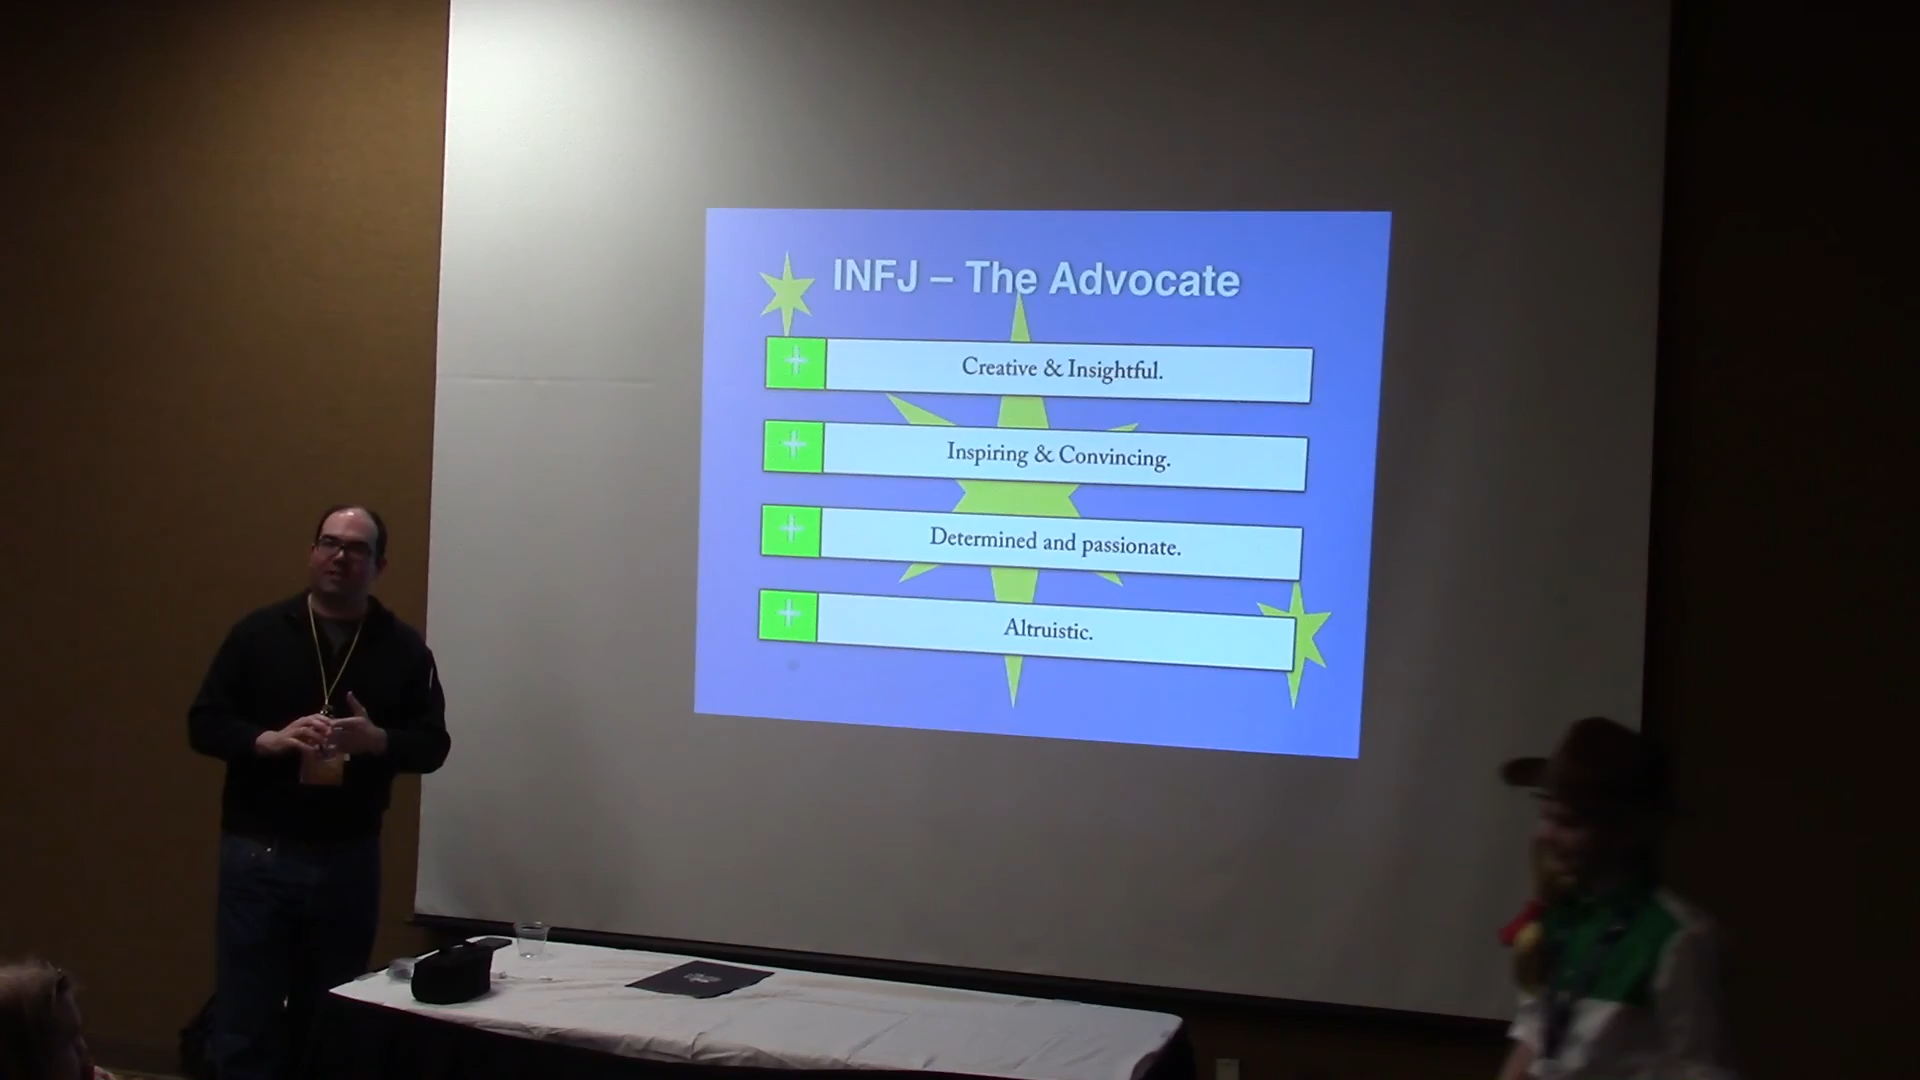 INFJ – The Advocate
+ Creative & Insightful.
+ Inspiring & Convincing.
+ Determined and passionate.
+ Altruistic.